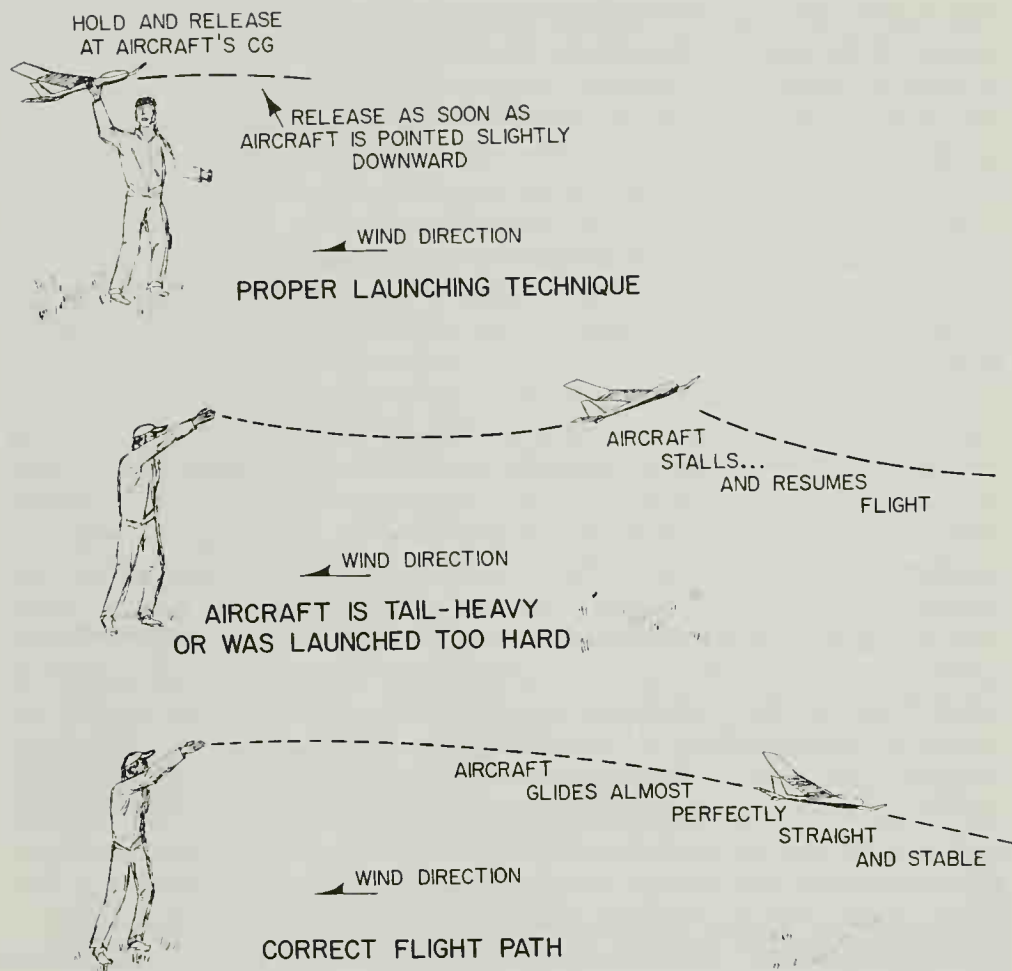 HOLD AND RELEASE
AT AIRCRAFT'S CG
RELEASE AS SOON AS
AIRCRAFT IS POINTED SLIGHTLY
DOWNWARD
WIND DIRECTION
PROPER LAUNCHING TECHNIQUE
AIRCRAFT
STALLS...
AND RESUMES
FLIGHT
WIND DIRECTION
AIRCRAFT IS TAIL-HEAVY
OR WAS LAUNCHED TOO HARD
AIRCRAFT
GLIDES ALMOST
PERFECTLY
STRAIGHT
AND STABLE
WIND DIRECTION
CORRECT FLIGHT PATH